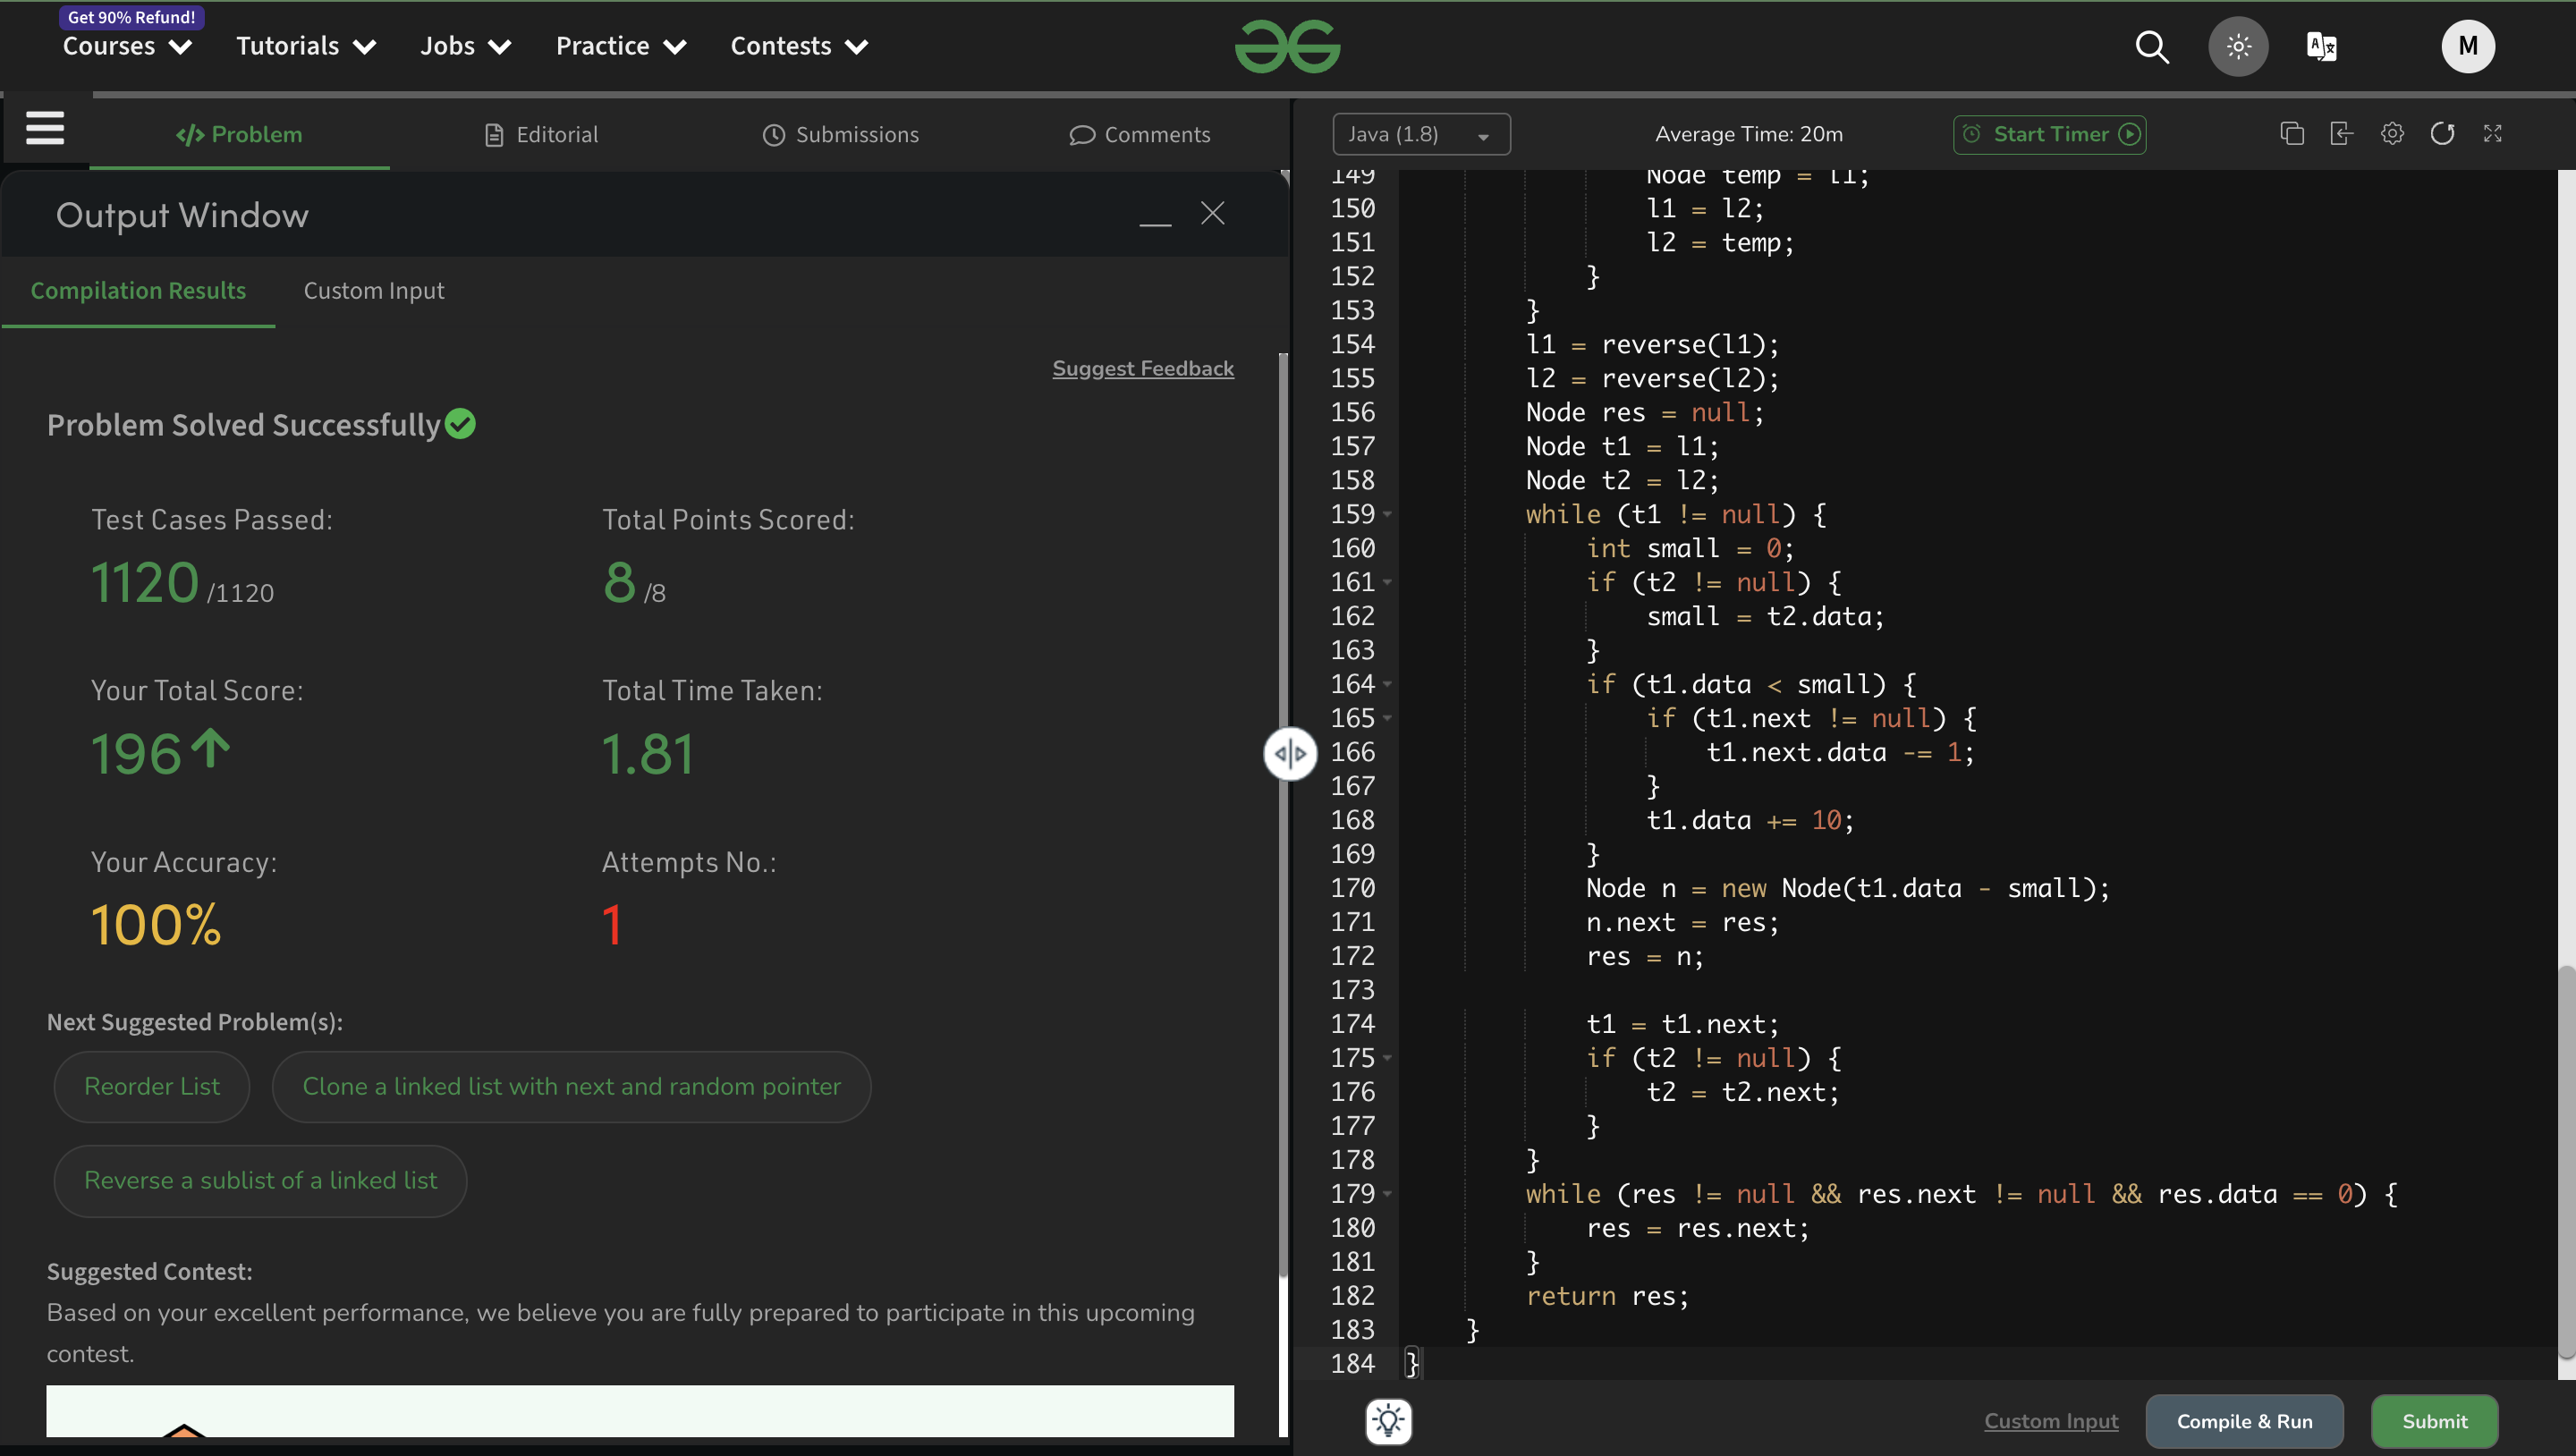 Get 90% Refund!
Courses Tutorials Jobs Practice Contests
M
Problem Editorial Submissions Comments
Output Window
Compilation Results Custom Input
Suggest Feedback
Problem Solved Successfully
Test Cases Passed: Total Points Scored:
1120 /1120 8 /8
Your Total Score: Total Time Taken:
196 1.81
Your Accuracy: Attempts No.:
100% 1
Next Suggested Problem(s):
Reorder List Clone a linked list with next and random pointer
Reverse a sublist of a linked list
Suggested Contest:
Based on your excellent performance, we believe you are fully prepared to participate in this upcoming
contest.
Java (1.8) Average Time: 20m Start Timer
149 Node temp = l1;
150 l1 = l2;
151 l2 = temp;
152 }
153 }
154 l1 = reverse(l1);
155 l2 = reverse(l2);
156 Node res = null;
157 Node t1 = l1;
158 Node t2 = l2;
159 while (t1 != null) {
160 int small = 0;
161 if (t2 != null) {
162 small = t2.data;
163 }
164 if (t1.data < small) {
165 if (t1.next != null) {
166 t1.next.data -= 1;
167 }
168 t1.data += 10;
169 }
170 Node n = new Node(t1.data - small);
171 n.next = res;
172 res = n;
173
174 t1 = t1.next;
175 if (t2 != null) {
176 t2 = t2.next;
177 }
178 }
179 while (res != null && res.next != null && res.data == 0) {
180 res = res.next;
181 }
182 return res;
183 }
184 }
Custom Input Compile & Run Submit